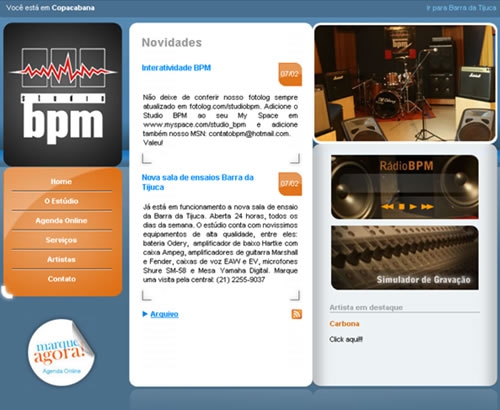 Você está em Copacabana
Ir para Barra da Tijuca
studio
bpm
Home
O Estúdio
Agenda Online
Serviços
Artistas
Contato
marque
agora!
Agenda Online
Novidades
Interatividade BPM
07/02
Não deixe de conferir nosso fotolog sempre
atualizado em fotolog.com/studiobpm. Adicione o
Studio BPM ao seu My Space em
www.myspace.com/studio_bpm e adicione
também nosso MSN: contatobpm@hotmail.com.
Valeu!
Nova sala de ensaios Barra da
Tijuca
07/02
Já está em funcionamento a nova sala de ensaio
da Barra da Tijuca. Aberta 24 horas, todos os
dias da semana. O estúdio conta com novíssimos
equipamentos de alta qualidade, entre eles:
bateria Odery, amplificador de baixo Hartke com
caixa Ampeg, amplificadores de guitarra Marshall
e Fender, caixas de voz EAW e EV, microfones
Shure SM-58 e Mesa Yamaha Digital. Marque
uma visita pela central: (21) 2255-9037
Arquivo
bpm
RádioBPM
Simulador de Gravação
Artista em destaque
Carbona
Click aqui!!!